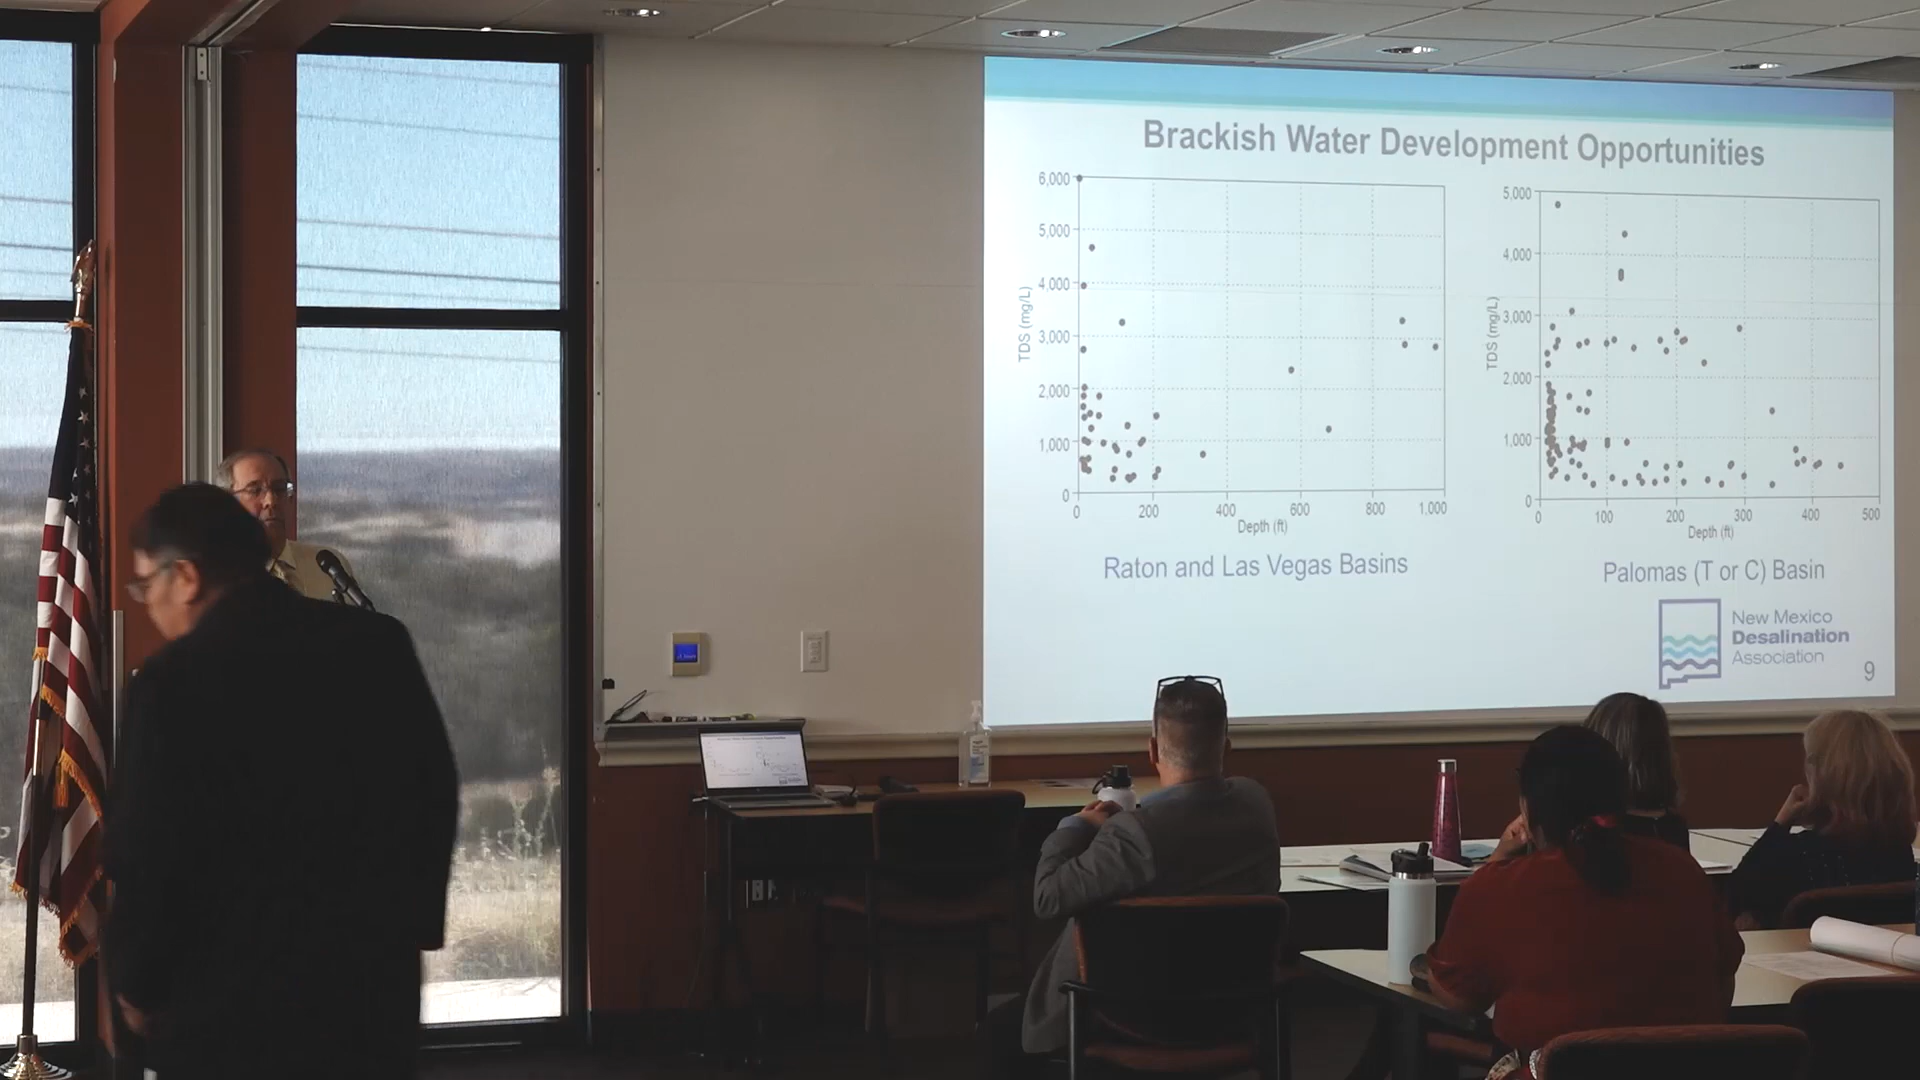 Brackish Water Development Opportunities
6,000
5,000
4,000
3,000
2,000
1,000
0
TDS (mg/L)
0 200 400 600 800 1,000
Depth (ft)
Raton and Las Vegas Basins
5,000
4,000
3,000
2,000
1,000
0
TDS (mg/L)
0 100 200 300 400 500
Depth (ft)
Palomas (T or C) Basin
New Mexico
Desalination
Association
9